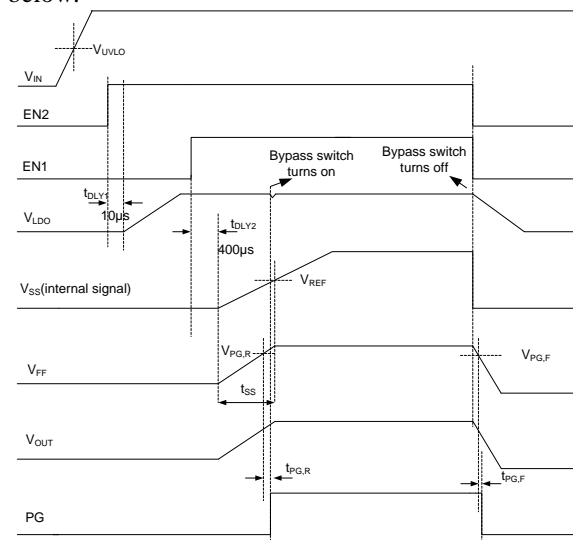 below.
VUVLO
VIN
EN2
EN1
Bypass switch
turns on
Bypass switch
turns off
tDLY1
10μs
VLDO
tDLY2
400μs
VSS(internal signal)
VREF
VPG,R
VPG,F
VFF
tSS
VOUT
tPG,R
tPG,F
PG